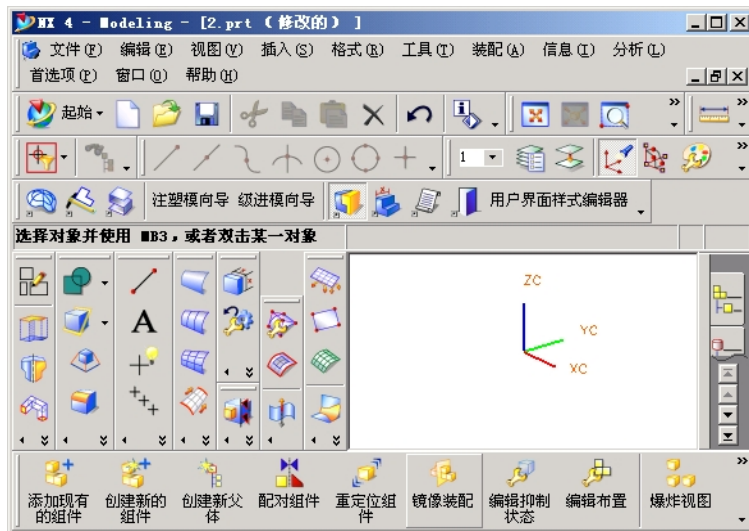 NX 4 - Modeling - [2.prt （修改的） ]
文件(F) 编辑(E) 视图(V) 插入(S) 格式(R) 工具(T) 装配(A) 信息(I) 分析(L)
首选项(P) 窗口(O) 帮助(H)
起始
1
注塑模向导 级进模向导 用户界面样式编辑器
选择对象并使用 MB3，或者双击某一对象
A
ZC
YC
XC
添加现有的组件
创建新的组件
创建新父体
配对组件
重定位组件
镜像装配
编辑抑制状态
编辑布置
爆炸视图